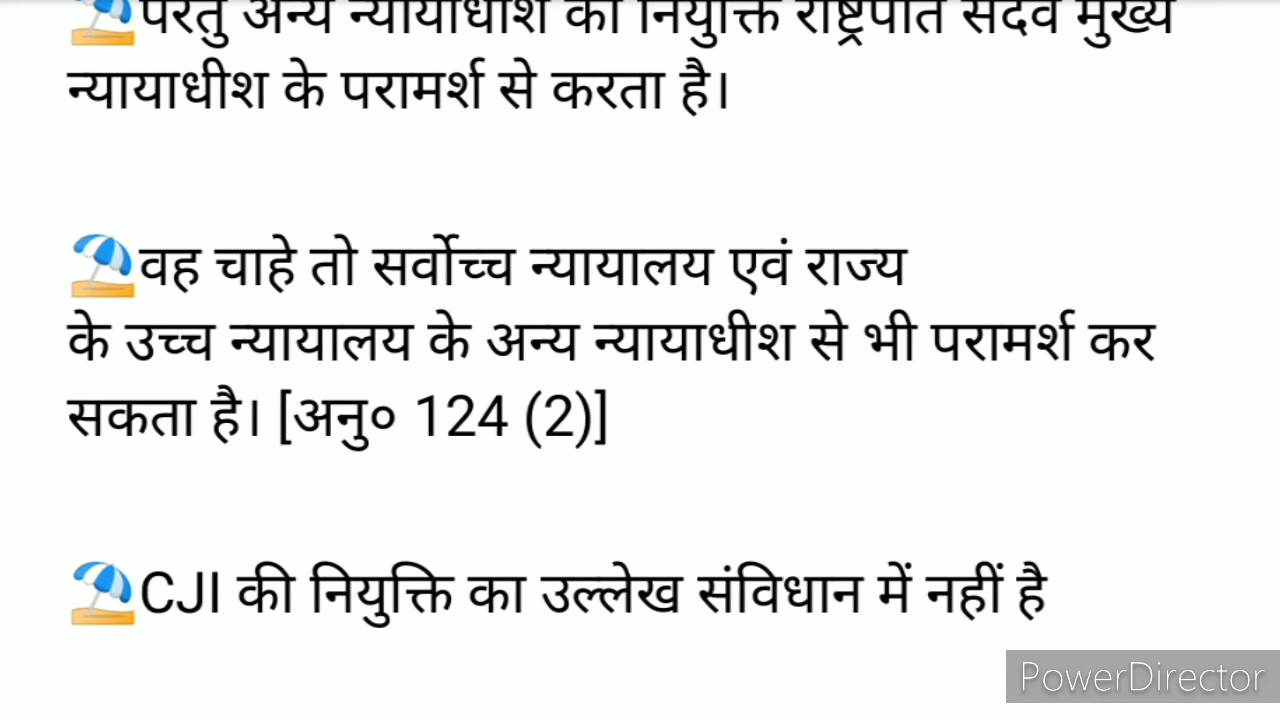 ⛱️परंतु अन्य न्यायाधीश की नियुक्ति राष्ट्रपति सदैव मुख्य
न्यायाधीश के परामर्श से करता है।
⛱️वह चाहे तो सर्वोच्च न्यायालय एवं राज्य
के उच्च न्यायालय के अन्य न्यायाधीश से भी परामर्श कर
सकता है। [अनु० 124 (2)]
⛱️CJI की नियुक्ति का उल्लेख संविधान में नहीं है
PowerDirector